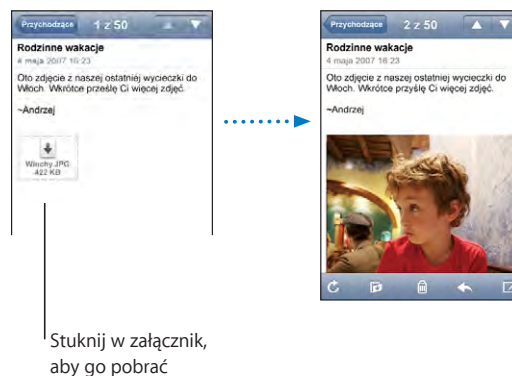 Przychodzące 1 z 50
Rodzinne wakacje
4 maja 2007 16:23
Oto zdjęcie z naszej ostatniej wycieczki do
Włoch. Wkrótce prześlę Ci więcej zdjęć.
~Andrzej
JPG
422 KB
Stuknij w załącznik,
aby go pobrać
Przychodzące 2 z 50
Rodzinne wakacje
4 maja 2007 16:23
Oto zdjęcie z naszej ostatniej wycieczki do
Włoch. Wkrótce przyślę Ci więcej zdjęć.
~Andrzej